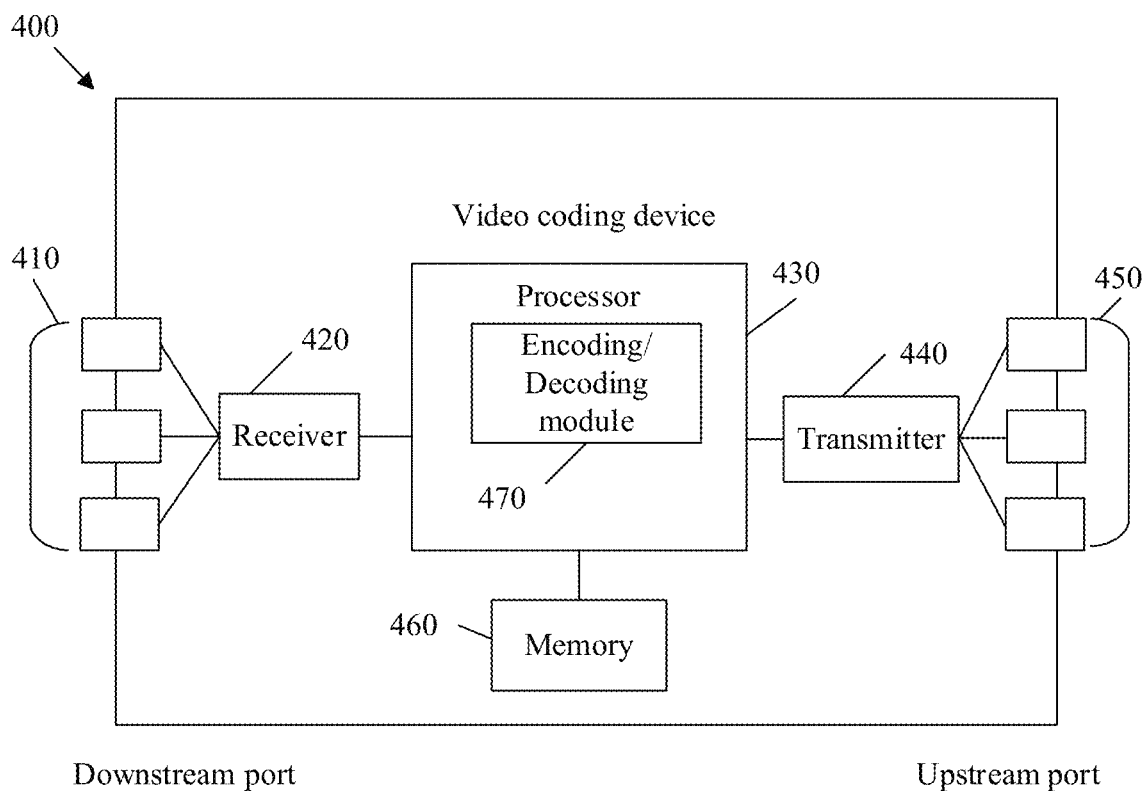 400
Video coding device
410
430
450
Processor
420
Encoding/
Decoding
module
440
Receiver
Transmitter
470
460
Memory
Downstream port
Upstream port